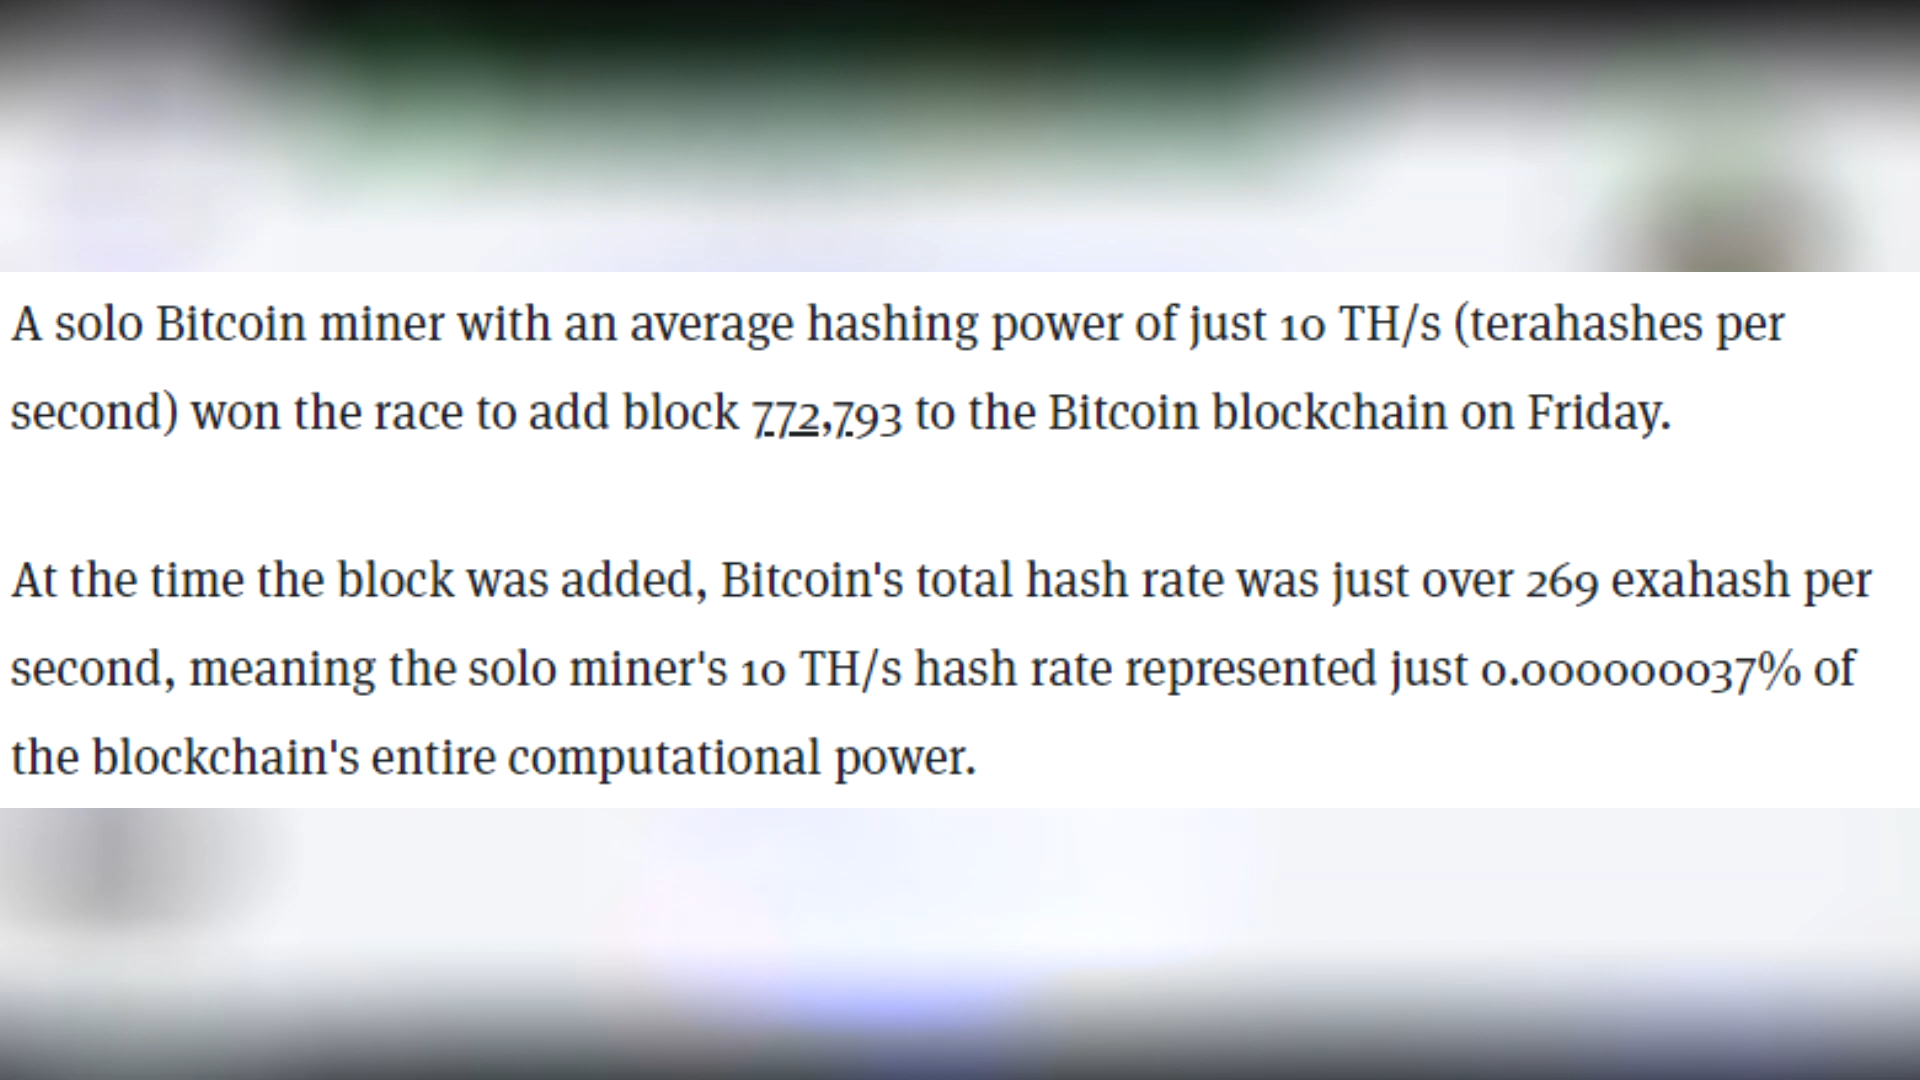 A solo Bitcoin miner with an average hashing power of just 10 TH/s (terahashes per
second) won the race to add block 772,793 to the Bitcoin blockchain on Friday.
At the time the block was added, Bitcoin's total hash rate was just over 269 exahash per
second, meaning the solo miner's 10 TH/s hash rate represented just 0.000000037% of
the blockchain's entire computational power.